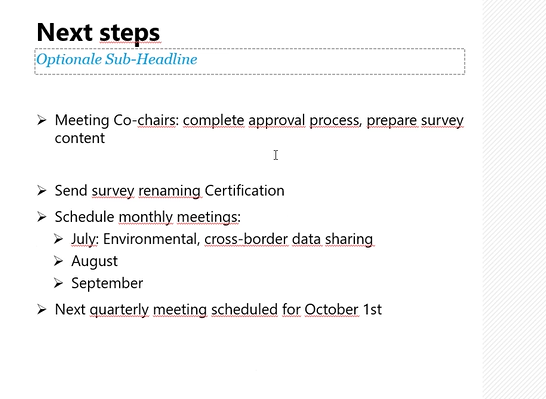 Next steps
Optionale Sub-Headline
➢ Meeting Co-chairs: complete approval process, prepare survey
content
➢ Send survey renaming Certification
➢ Schedule monthly meetings:
➢ July: Environmental, cross-border data sharing
➢ August
➢ September
➢ Next quarterly meeting scheduled for October 1st